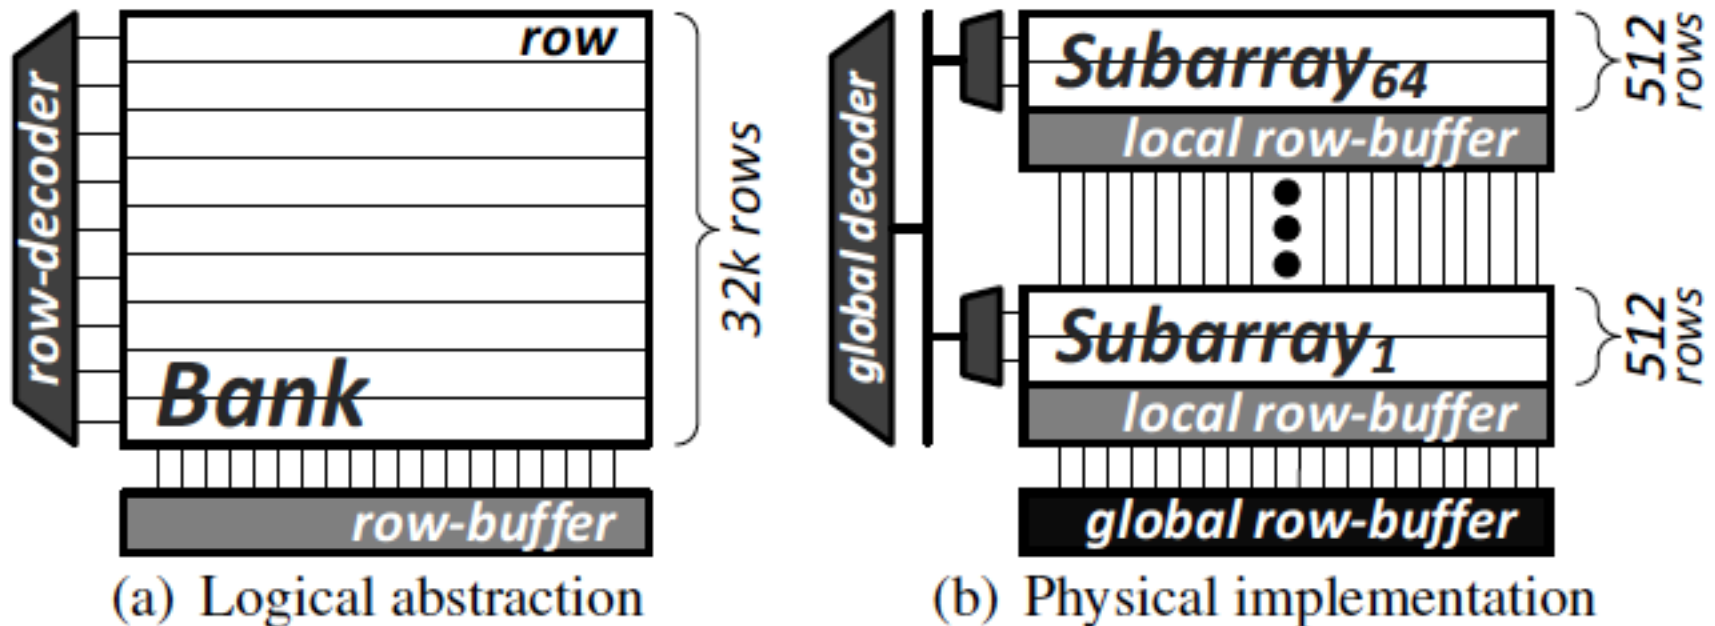 row-decoder
row
Bank
32k rows
row-buffer
(a) Logical abstraction
global decoder
Subarray64
512
rows
local row-buffer
Subarray1
512
rows
local row-buffer
global row-buffer
(b) Physical implementation